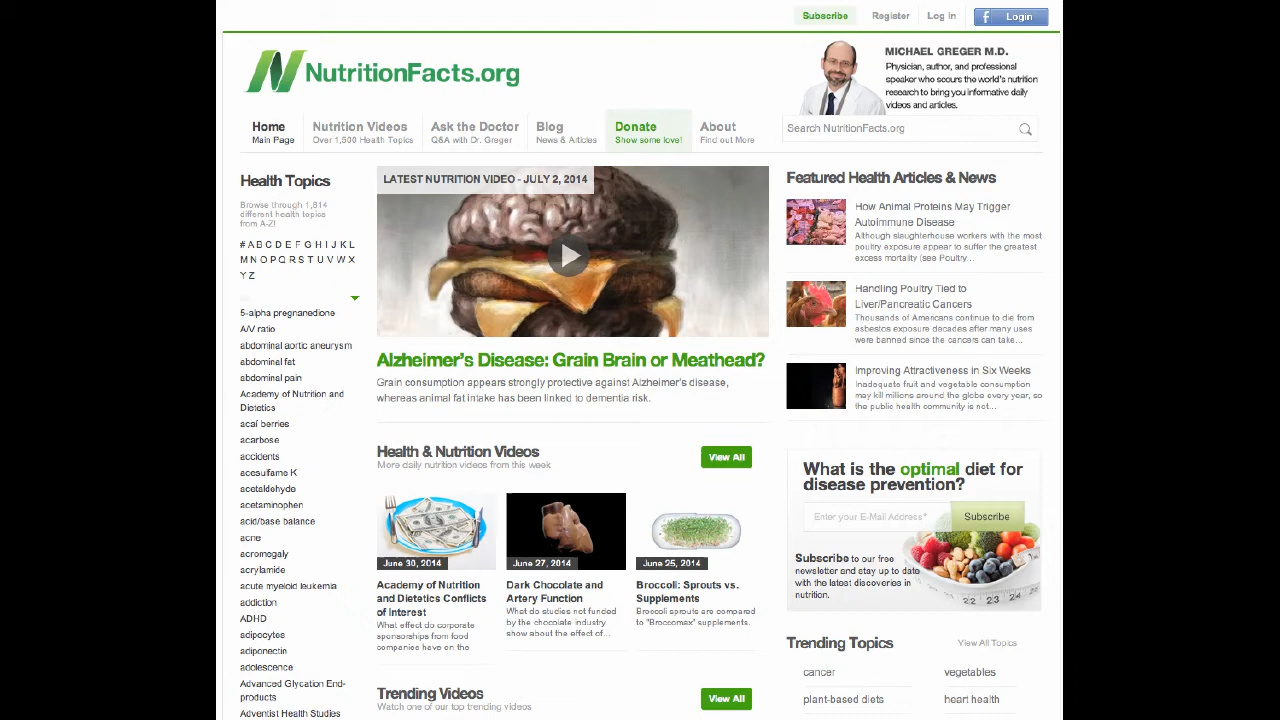 Subscribe
Register
Log In
f Login
NutritionFacts.org
MICHAEL GREGER M.D.
Physician, author, and professional
speaker who scours the world's nutrition
research to bring you informative daily
videos and articles.
Home
Main Page
Nutrition Videos
Over 1,500 Health Topics
Ask the Doctor
Q&A with Dr. Greger
Blog
News & Articles
Donate
Show some love!
About
Find out More
Search NutritionFacts.org
Health Topics
Browse through 1,814
different health topics
from A-Z!
# A B C D E F G H I J K L
M N O P Q R S T U V W X
Y Z
5-alpha pregnanedione
A/V ratio
abdominal aortic aneurysm
abdominal fat
abdominal pain
Academy of Nutrition and
Dietetics
acaí berries
acarbose
accidents
acesulfame K
acetaldehyde
acetaminophen
acid/base balance
acne
acromegaly
acrylamide
acute myeloid leukemia
addiction
ADHD
adipocytes
adiponectin
adolescence
Advanced Glycation End-
products
Adventist Health Studies
LATEST NUTRITION VIDEO - JULY 2, 2014
Alzheimer's Disease: Grain Brain or Meathead?
Grain consumption appears strongly protective against Alzheimer's disease,
whereas animal fat intake has been linked to dementia risk.
Health & Nutrition Videos
More daily nutrition videos from this week
View All
June 30, 2014
Academy of Nutrition
and Dietetics Conflicts
of Interest
What effect do corporate
sponsorships from food
companies have on the
June 27, 2014
Dark Chocolate and
Artery Function
What do studies not funded
by the chocolate industry
show about the effect of...
June 25, 2014
Broccoli: Sprouts vs.
Supplements
Broccoli sprouts are compared
to "Broccomax" supplements.
Trending Videos
Watch one of our top trending videos
View All
Featured Health Articles & News
How Animal Proteins May Trigger
Autoimmune Disease
Although slaughterhouse workers with the most
poultry exposure appear to suffer the greatest
excess mortality (see Poultry...
Handling Poultry Tied to
Liver/Pancreatic Cancers
Thousands of Americans continue to die from
asbestos exposure decades after many uses
were banned since the cancers can take...
Improving Attractiveness in Six Weeks
Inadequate fruit and vegetable consumption
may kill millions around the globe every year, so
the public health community is not...
What is the optimal diet for
disease prevention?
Enter your E-Mail Address*
Subscribe
Subscribe to our free
newsletter and stay up to date
with the latest discoveries in
nutrition.
22 23 24
Trending Topics
View All Topics
cancer
vegetables
plant-based diets
heart health